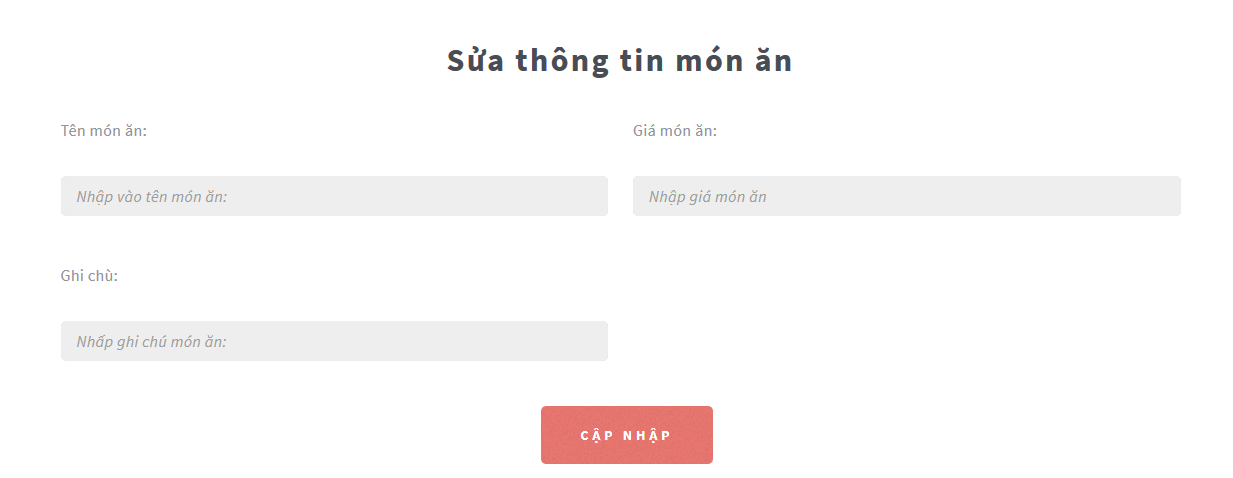 Sửa thông tin món ăn
Tên món ăn:
Giá món ăn:
Nhập vào tên món ăn:
Nhập giá món ăn
Ghi chù:
Nhấp ghi chú món ăn:
CẬP NHẬP